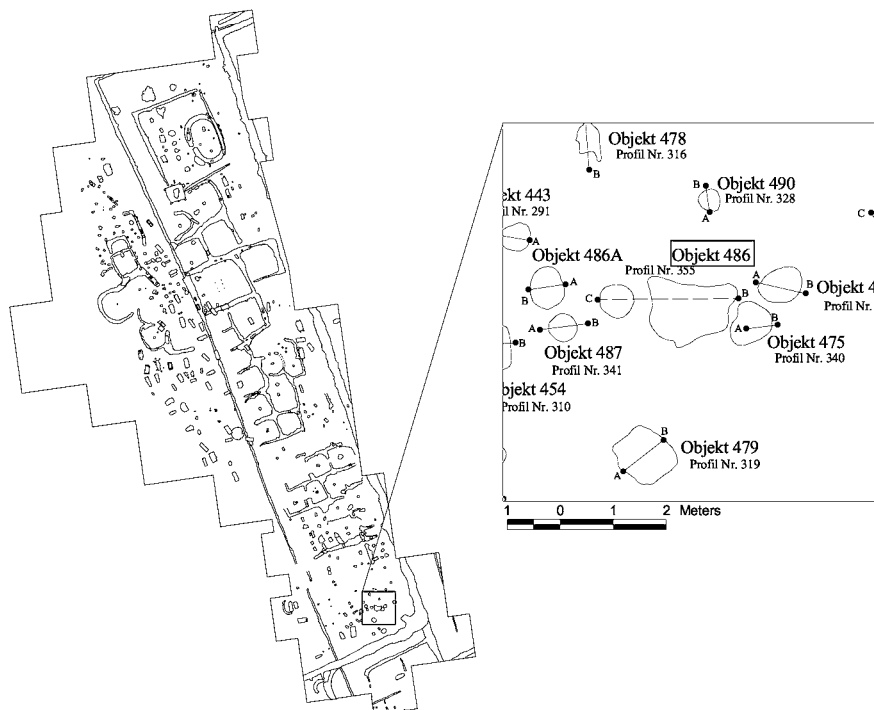 Objekt 478
Profil Nr. 316
B
B
Objekt 490
Profil Nr. 328
A
C
ekt 443
il Nr. 291
A
Objekt 486A
Objekt 486
Profil Nr. 355
A
B
C
B
A
B
Objekt 4
Profil Nr.
A
B
Objekt 475
Profil Nr. 340
A
B
Objekt 487
Profil Nr. 341
B
bjekt 454
Profil Nr. 310
B
Objekt 479
Profil Nr. 319
A
1 0 1 2 Meters